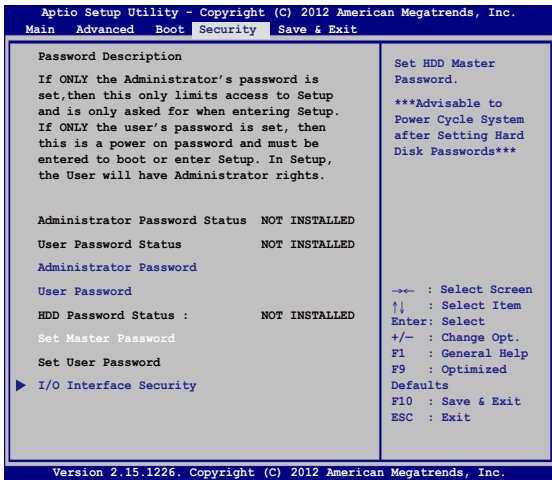 Aptio Setup Utility - Copyright (C) 2012 American Megatrends, Inc.
Main Advanced Boot Security Save & Exit
Password Description
If ONLY the Administrator's password is
set,then this only limits access to Setup
and is only asked for when entering Setup.
If ONLY the user's password is set, then
this is a power on password and must be
entered to boot or enter Setup. In Setup,
the User will have Administrator rights.
Administrator Password Status NOT INSTALLED
User Password Status NOT INSTALLED
Administrator Password
User Password
HDD Password Status : NOT INSTALLED
Set Master Password
Set User Password
I/O Interface Security
Set HDD Master
Password.
***Advisable to
Power Cycle System
after Setting Hard
Disk Passwords***
→← : Select Screen
↑↓ : Select Item
Enter: Select
+/— : Change Opt.
F1 : General Help
F9 : Optimized
Defaults
F10 : Save & Exit
ESC : Exit
Version 2.15.1226. Copyright (C) 2012 American Megatrends, Inc.